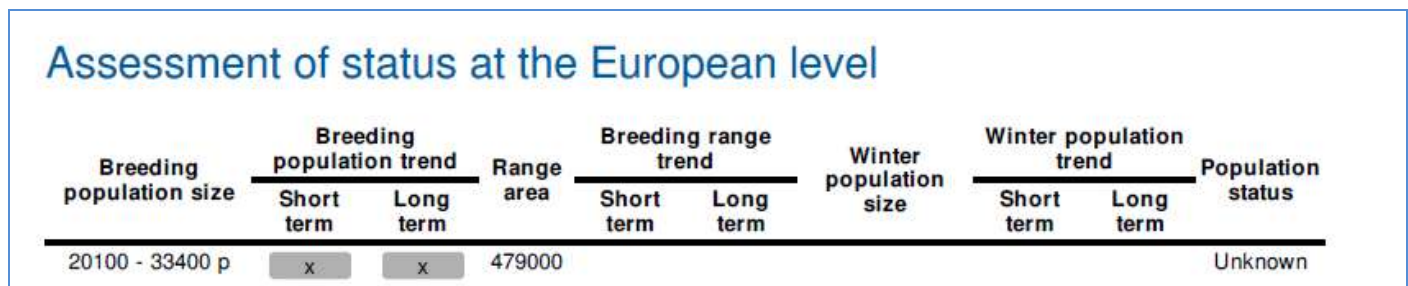 Assessment of status at the European level
Breeding population size
Breeding population trend
Short term
Long term
Range area
Breeding range trend
Short term
Long term
Winter population size
Winter population trend
Short term
Long term
Population status
20100 - 33400 p x x 479000 Unknown